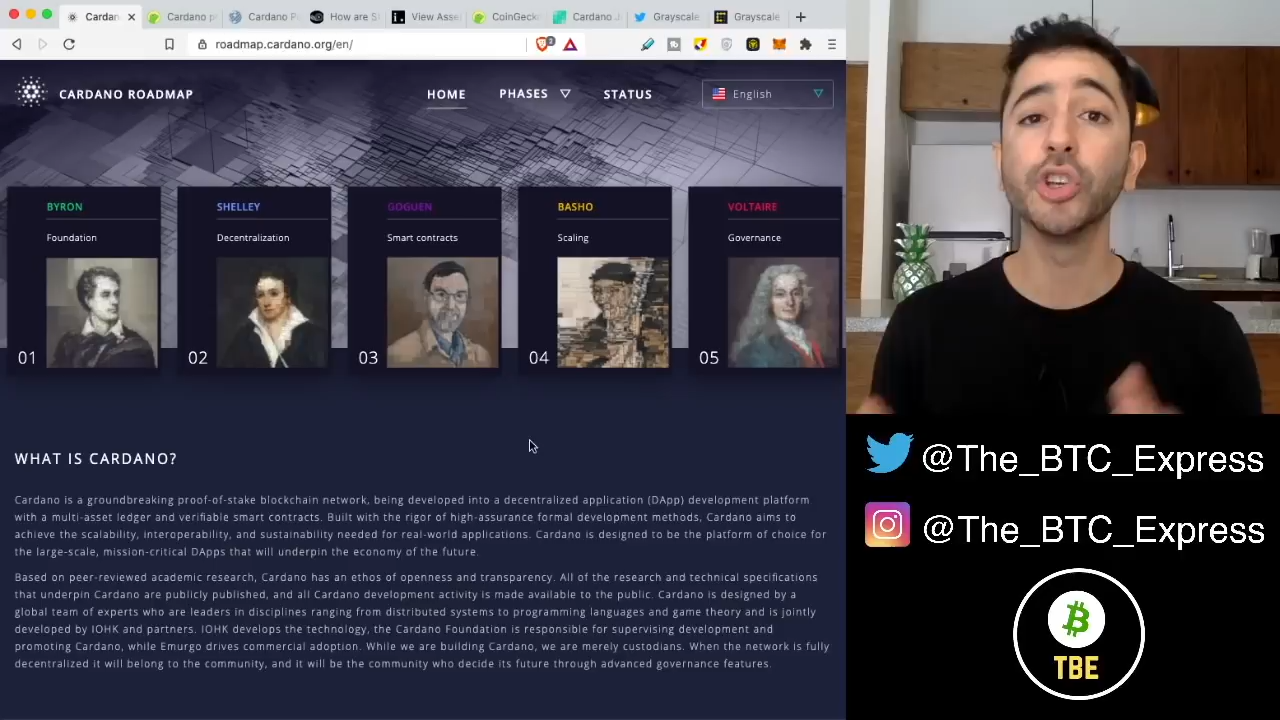 Cardan
Cardano p
Cardano P
How are S
View Asse
CoinGeck
Cardano J
Grayscale
Grayscale
roadmap.cardano.org/en/
CARDANO ROADMAP
HOME
PHASES
STATUS
English
BYRON
Foundation
01
SHELLEY
Decentralization
02
GOGUEN
Smart contracts
03
BASHO
Scaling
04
VOLTAIRE
Governance
05
WHAT IS CARDANO?
Cardano is a groundbreaking proof-of-stake blockchain network, being developed into a decentralized application (DApp) development platform
with a multi-asset ledger and verifiable smart contracts. Built with the rigor of high-assurance formal development methods, Cardano aims to
achieve the scalability, interoperability, and sustainability needed for real-world applications. Cardano is designed to be the platform of choice for
the large-scale, mission-critical DApps that will underpin the economy of the future.
Based on peer-reviewed academic research, Cardano has an ethos of openness and transparency. All of the research and technical specifications
that underpin Cardano are publicly published, and all Cardano development activity is made available to the public. Cardano is designed by a
global team of experts who are leaders in disciplines ranging from distributed systems to programming languages and game theory and is jointly
developed by IOHK and partners. IOHK develops the technology, the Cardano Foundation is responsible for supervising development and
promoting Cardano, while Emurgo drives commercial adoption. While we are building Cardano, we are merely custodians. When the network is fully
decentralized it will belong to the community, and it will be the community who decide its future through advanced governance features.
@The_BTC_Express
@The_BTC_Express
TBE